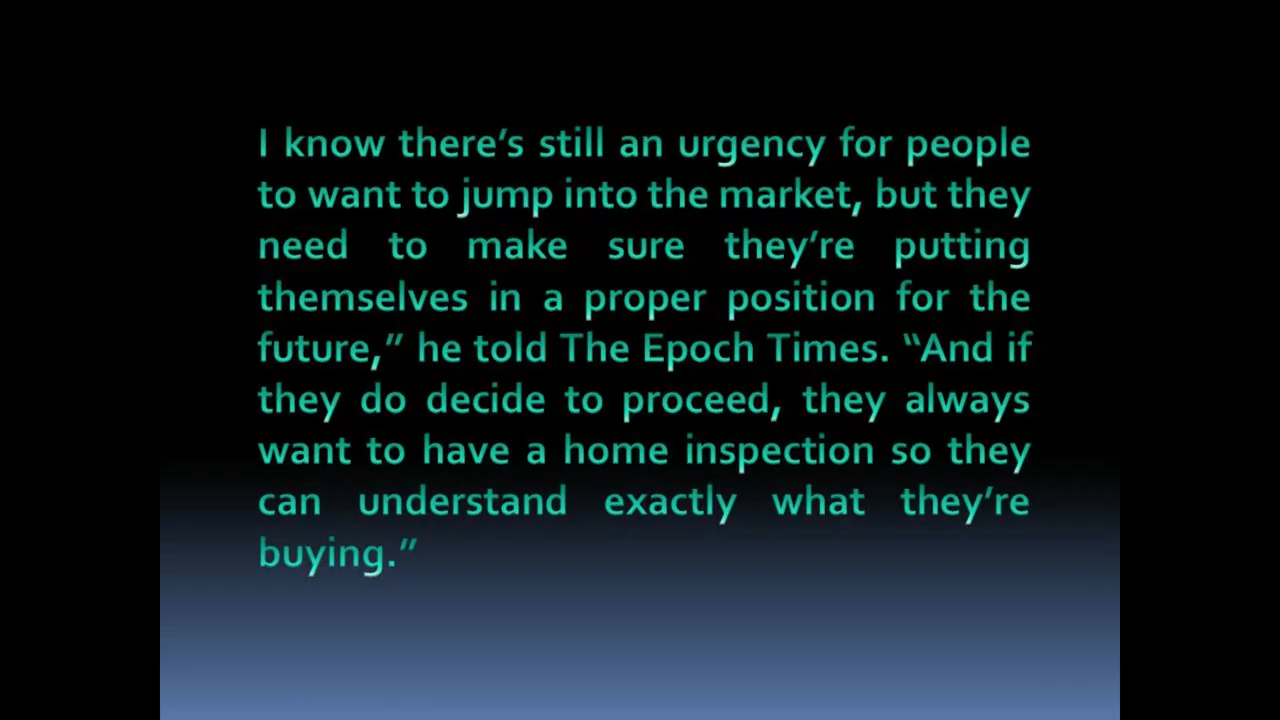 I know there’s still an urgency for people
to want to jump into the market, but they
need to make sure they’re putting
themselves in a proper position for the
future,” he told The Epoch Times. “And if
they do decide to proceed, they always
want to have a home inspection so they
can understand exactly what they’re
buying.”